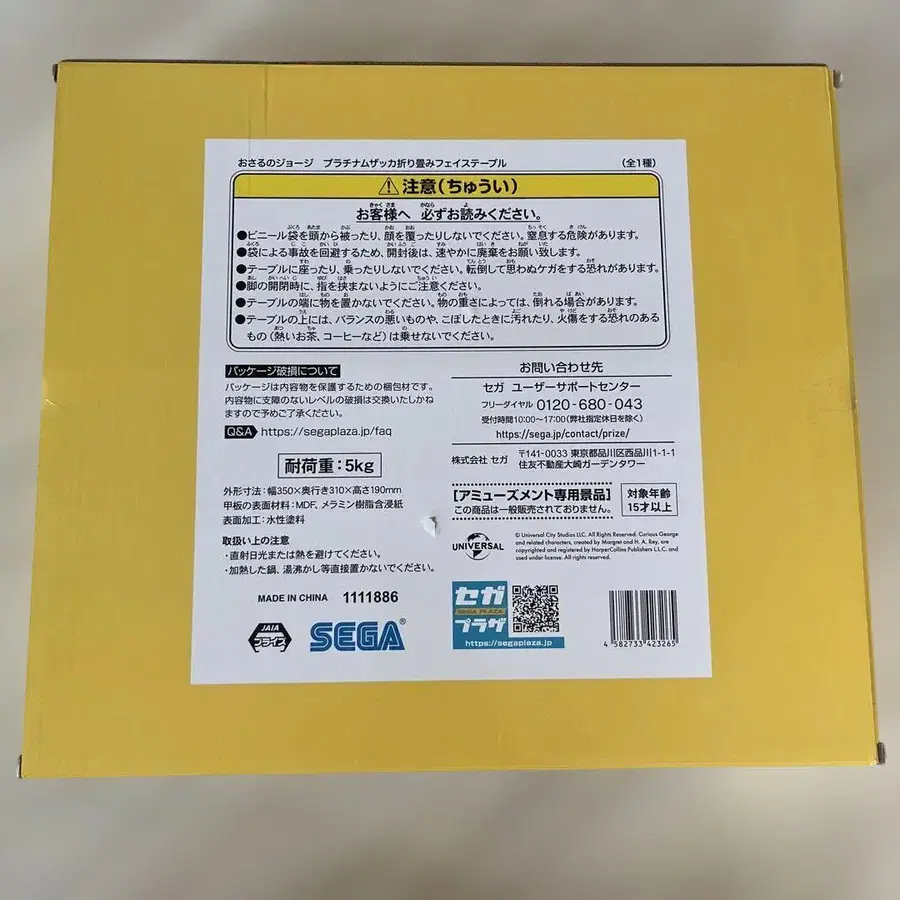 おさるのジョージ プラチナムザッカ折り畳みフェイステーブル (全1種)
⚠注意(ちゅうい)
お客様へ 必ずお読みください。
●ビニール袋を頭から被ったり、顔を覆ったりしないでください。窒息する危険があります。
●袋による事故を回避するため、開封後は、速やかに廃棄をお願い致します。
●テーブルに座ったり、乗ったりしないでください。転倒して思わぬケガをする恐れがあります。
●脚の開閉時に、指を挟まないようにご注意ください。
●テーブルの端に物を置かないでください。物の重さによっては、倒れる場合があります。
●テーブルの上には、バランスの悪いものや、こぼしたときに汚れたり、火傷をする恐れのある
もの(熱いお茶、コーヒーなど)は乗せないでください。
パッケージ破損について
パッケージは内容物を保護するための梱包材です。
内容物に支障のないレベルの破損は交換いたしかね
ますので予めご了承ください。
Q&A https://segaplaza.jp/faq
耐荷重:5kg
外形寸法:幅350×奥行き310×高さ190mm
甲板の表面材料:MDF、メラミン樹脂含浸紙
表面加工:水性塗料
取扱い上の注意
・直射日光または熱を避けてください。
・加熱した鍋、湯沸かし等直接置かないでください。
MADE IN CHINA 1111886
JAIA
プライズ
SEGA®
お問い合わせ先
セガ ユーザーサポートセンター
フリーダイヤル 0120-680-043
受付時間10:00～17:00(弊社指定休日を除く)
https://sega.jp/contact/prize/
株式会社 セガ 〒141-0033 東京都品川区西品川1-1-1
住友不動産大崎ガーデンタワー
[アミューズメント専用景品]
この商品は一般販売されておりません。
対象年齢
15才以上
UNIVERSAL
© Universal City Studios LLC. All Rights Reserved. Curious George
and related characters, created by Margret and H. A. Rey, are
copyrighted and registered by HarperCollins Publishers L.L.C. and
used under license. All rights reserved.
セガ
SEGA PLAZA
プラザ
https://segaplaza.jp
4 582733 423265